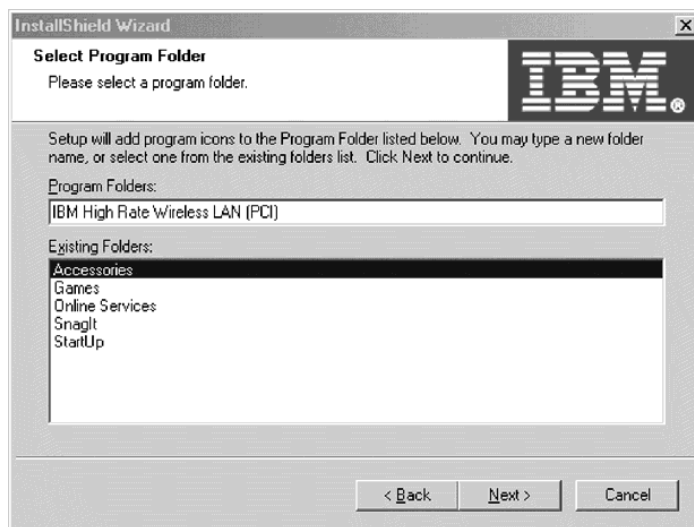 InstallShield Wizard
Select Program Folder
Please select a program folder.
IBM®
Setup will add program icons to the Program Folder listed below. You may type a new folder
name, or select one from the existing folders list. Click Next to continue.
Program Folders:
IBM High Rate Wireless LAN (PCI)
Existing Folders:
Accessories
Games
Online Services
SnagIt
StartUp
< Back Next > Cancel